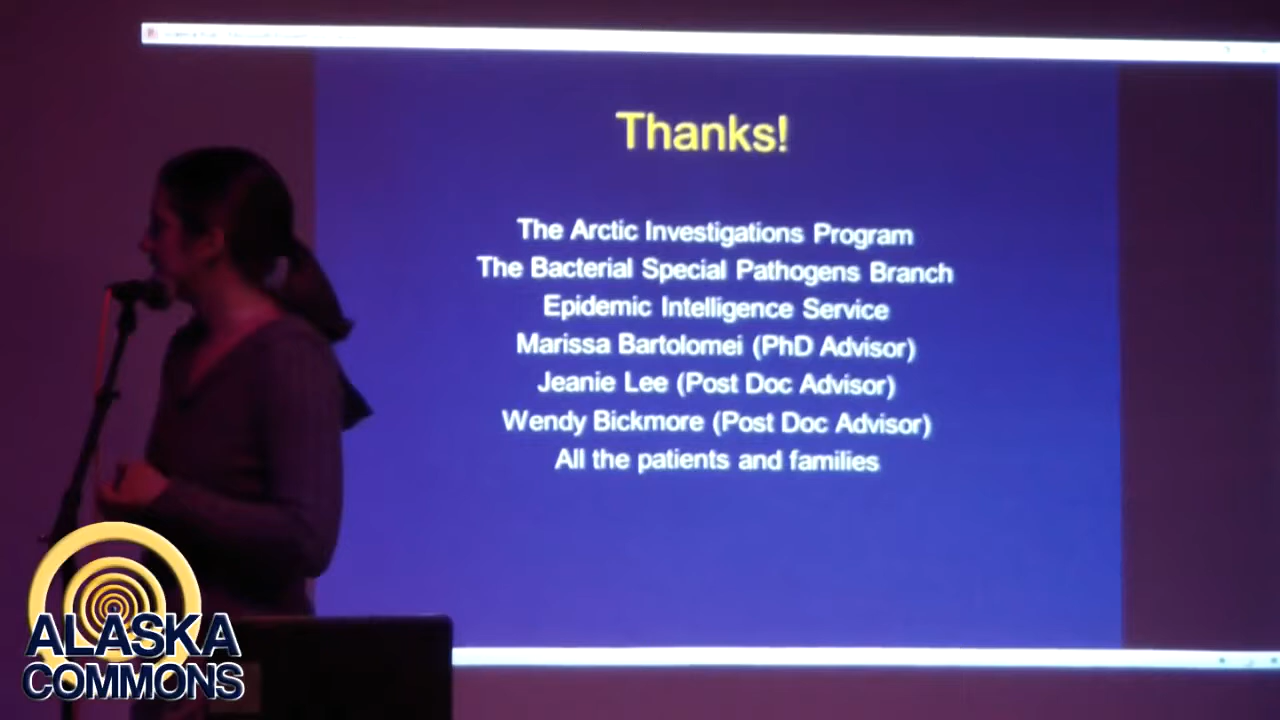 Thanks!
The Arctic Investigations Program
The Bacterial Special Pathogens Branch
Epidemic Intelligence Service
Marissa Bartolomei (PhD Advisor)
Jeanie Lee (Post Doc Advisor)
Wendy Bickmore (Post Doc Advisor)
All the patients and families
ALASKA
COMMONS